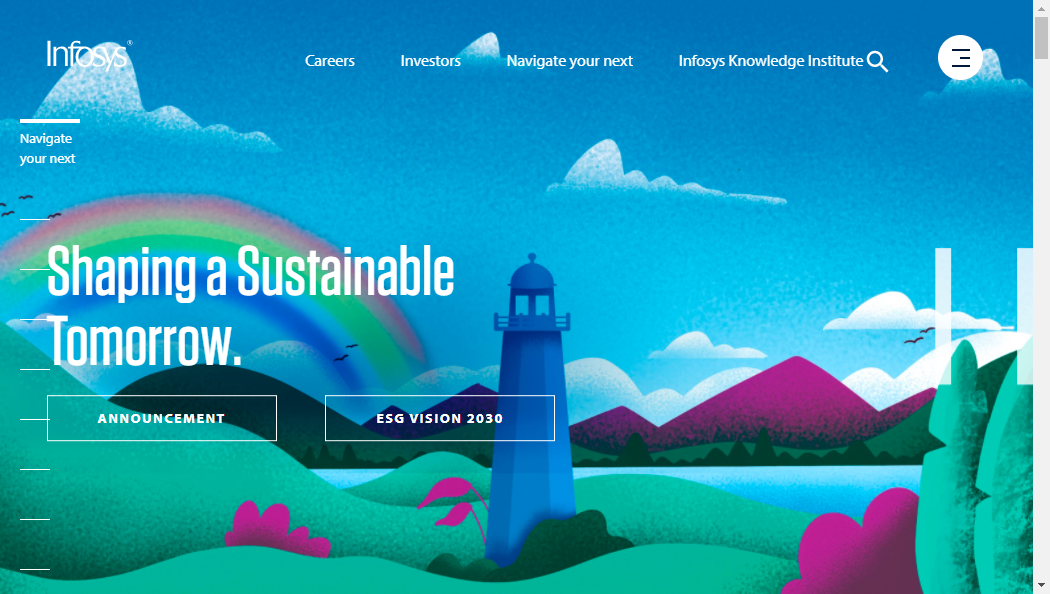 Infosys®
Careers
Investors
Navigate your next
Infosys Knowledge Institute
Navigate
your next
Shaping a Sustainable
Tomorrow.
ANNOUNCEMENT
ESG VISION 2030